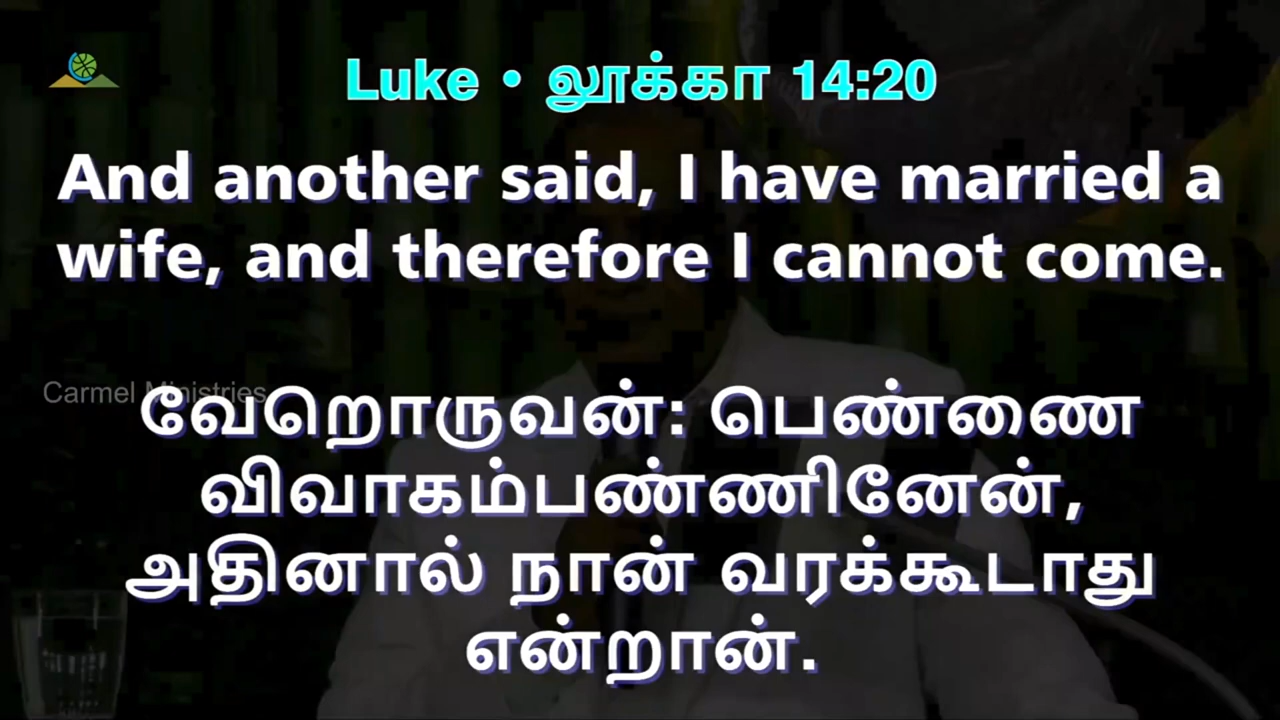 Luke • லூக்கா 14:20
And another said, I have married a
wife, and therefore I cannot come.
Carmel Ministries
வேறொருவன்: பெண்ணை
விவாகம்பண்ணினேன்,
அதினால் நான் வரக்கூடாது
என்றான்.